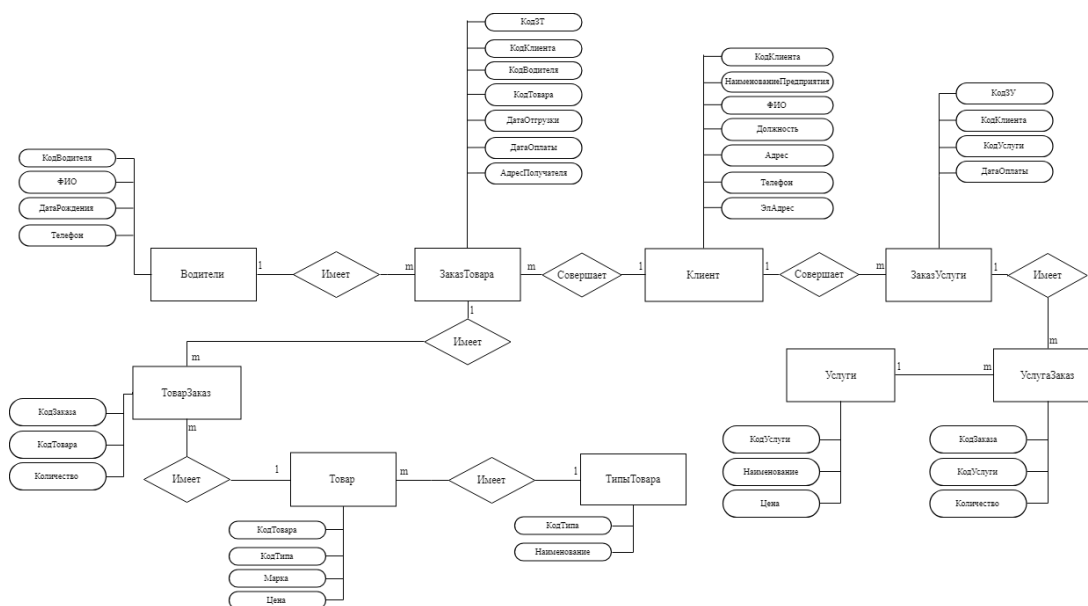 КодЗТ
КодКлиента
КодВодителя
КодТовара
ДатаОтгрузки
ДатаОплаты
АдресПолучателя
КодКлиента
НаименованиеПредприятия
ФИО
Должность
Адрес
Телефон
ЭлАдрес
КодЗУ
КодКлиента
КодУслуги
ДатаОплаты
КодВодителя
ФИО
ДатаРождения
Телефон
Водители
1
Имеет
m
ЗаказТовара
m
Совершает
1
Клиент
1
Совершает
m
ЗаказУслуги
1
Имеет
1
Имеет
m
m
ТоварЗаказ
m
КодЗаказа
КодТовара
Количество
Услуги
1
m
УслугаЗаказ
КодУслуги
Наименование
Цена
КодЗаказа
КодУслуги
Количество
Имеет
1
Товар
m
Имеет
1
ТипыТовара
КодТовара
КодТипа
Марка
Цена
КодТипа
Наименование